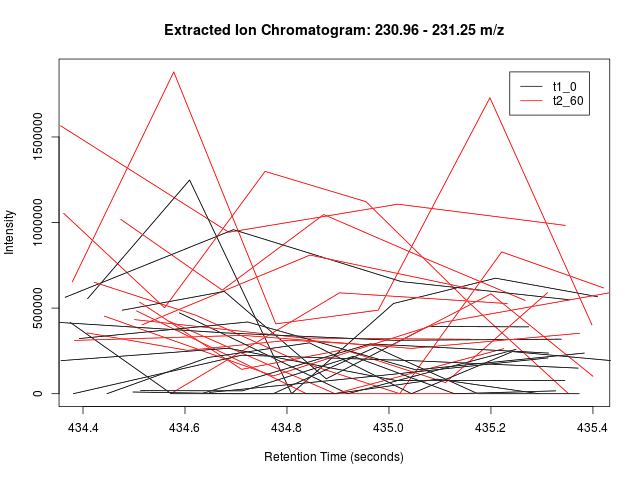 Extracted Ion Chromatogram: 230.96 - 231.25 m/z
t1_0
t2_60
Intensity
1500000
1000000
500000
0
434.4 434.6 434.8 435.0 435.2 435.4
Retention Time (seconds)